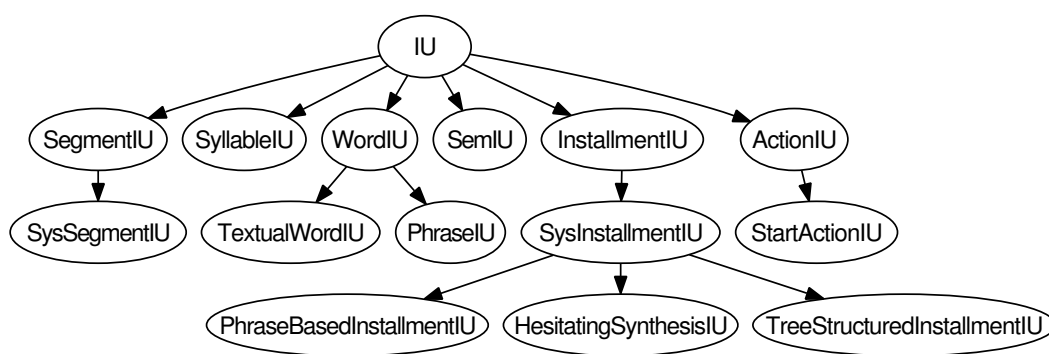 IU
SegmentIU SyllableIU WordIU SemIU InstallmentIU ActionIU
SysSegmentIU TextualWordIU PhraseIU SysInstallmentIU StartActionIU
PhraseBasedInstallmentIU HesitatingSynthesisIU TreeStructuredInstallmentIU